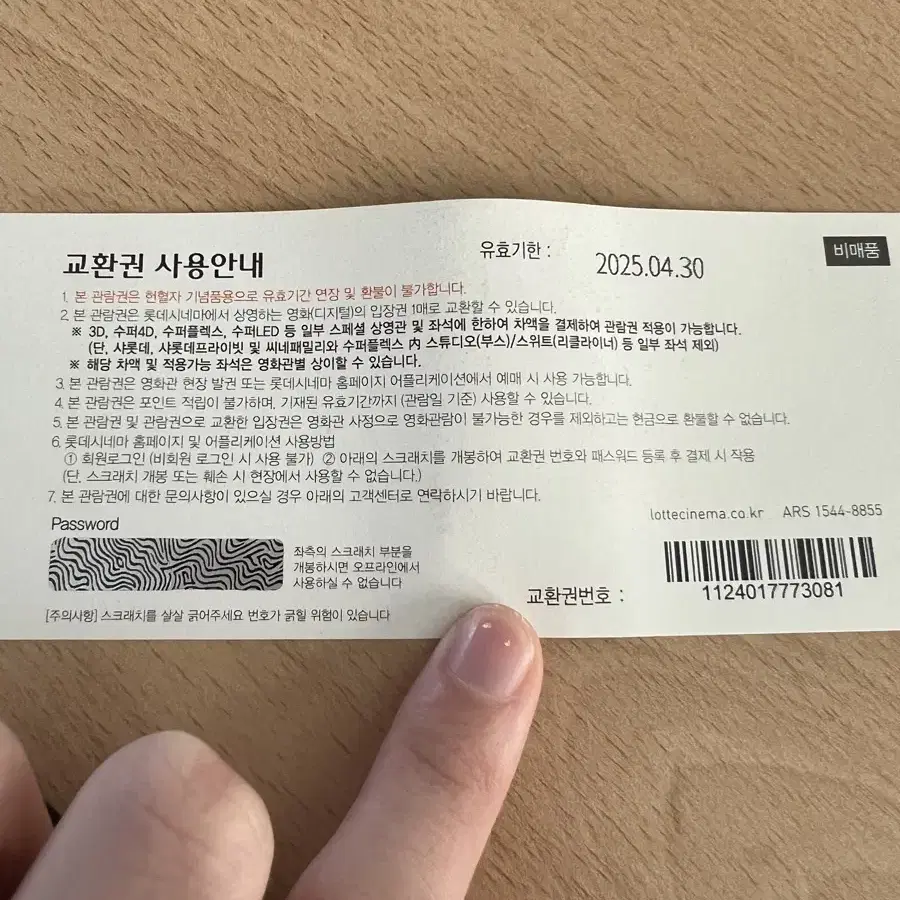 교환권 사용안내
유효기한 : 2025.04.30
비매품
1. 본 관람권은 헌혈자 기념품용으로 유효기간 연장 및 환불이 불가합니다.
2. 본 관람권은 롯데시네마에서 상영하는 영화(디지털)의 입장권 1매로 교환할 수 있습니다.
※ 3D, 수퍼4D, 수퍼플렉스, 수퍼LED 등 일부 스페셜 상영관 및 좌석에 한하여 차액을 결제하여 관람권 적용이 가능합니다.
(단, 샤롯데, 샤롯데프라이빗 및 씨네패밀리와 수퍼플렉스 內 스튜디오(부스)/스위트(리클라이너) 등 일부 좌석 제외)
※ 해당 차액 및 적용가능 좌석은 영화관별 상이할 수 있습니다.
3. 본 관람권은 영화관 현장 발권 또는 롯데시네마 홈페이지 어플리케이션에서 예매 시 사용 가능합니다.
4. 본 관람권은 포인트 적립이 불가하며, 기재된 유효기간까지 (관람일 기준) 사용할 수 있습니다.
5. 본 관람권 및 관람권으로 교환한 입장권은 영화관 사정으로 영화관람이 불가능한 경우를 제외하고는 현금으로 환불할 수 없습니다.
6. 롯데시네마 홈페이지 및 어플리케이션 사용방법
① 회원로그인 (비회원 로그인 시 사용 불가) ② 아래의 스크래치를 개봉하여 교환권 번호와 패스워드 등록 후 결제 시 작용
(단, 스크래치 개봉 또는 훼손 시 현장에서 사용할 수 없습니다.)
7. 본 관람권에 대한 문의사항이 있으실 경우 아래의 고객센터로 연락하시기 바랍니다.
lottecinema.co.kr ARS 1544-8855
Password
좌측의 스크래치 부분을
개봉하시면 오프라인에서
사용하실 수 없습니다
교환권번호 : 1124017773081
[주의사항] 스크래치를 살살 긁어주세요 번호가 긁힐 위험이 있습니다